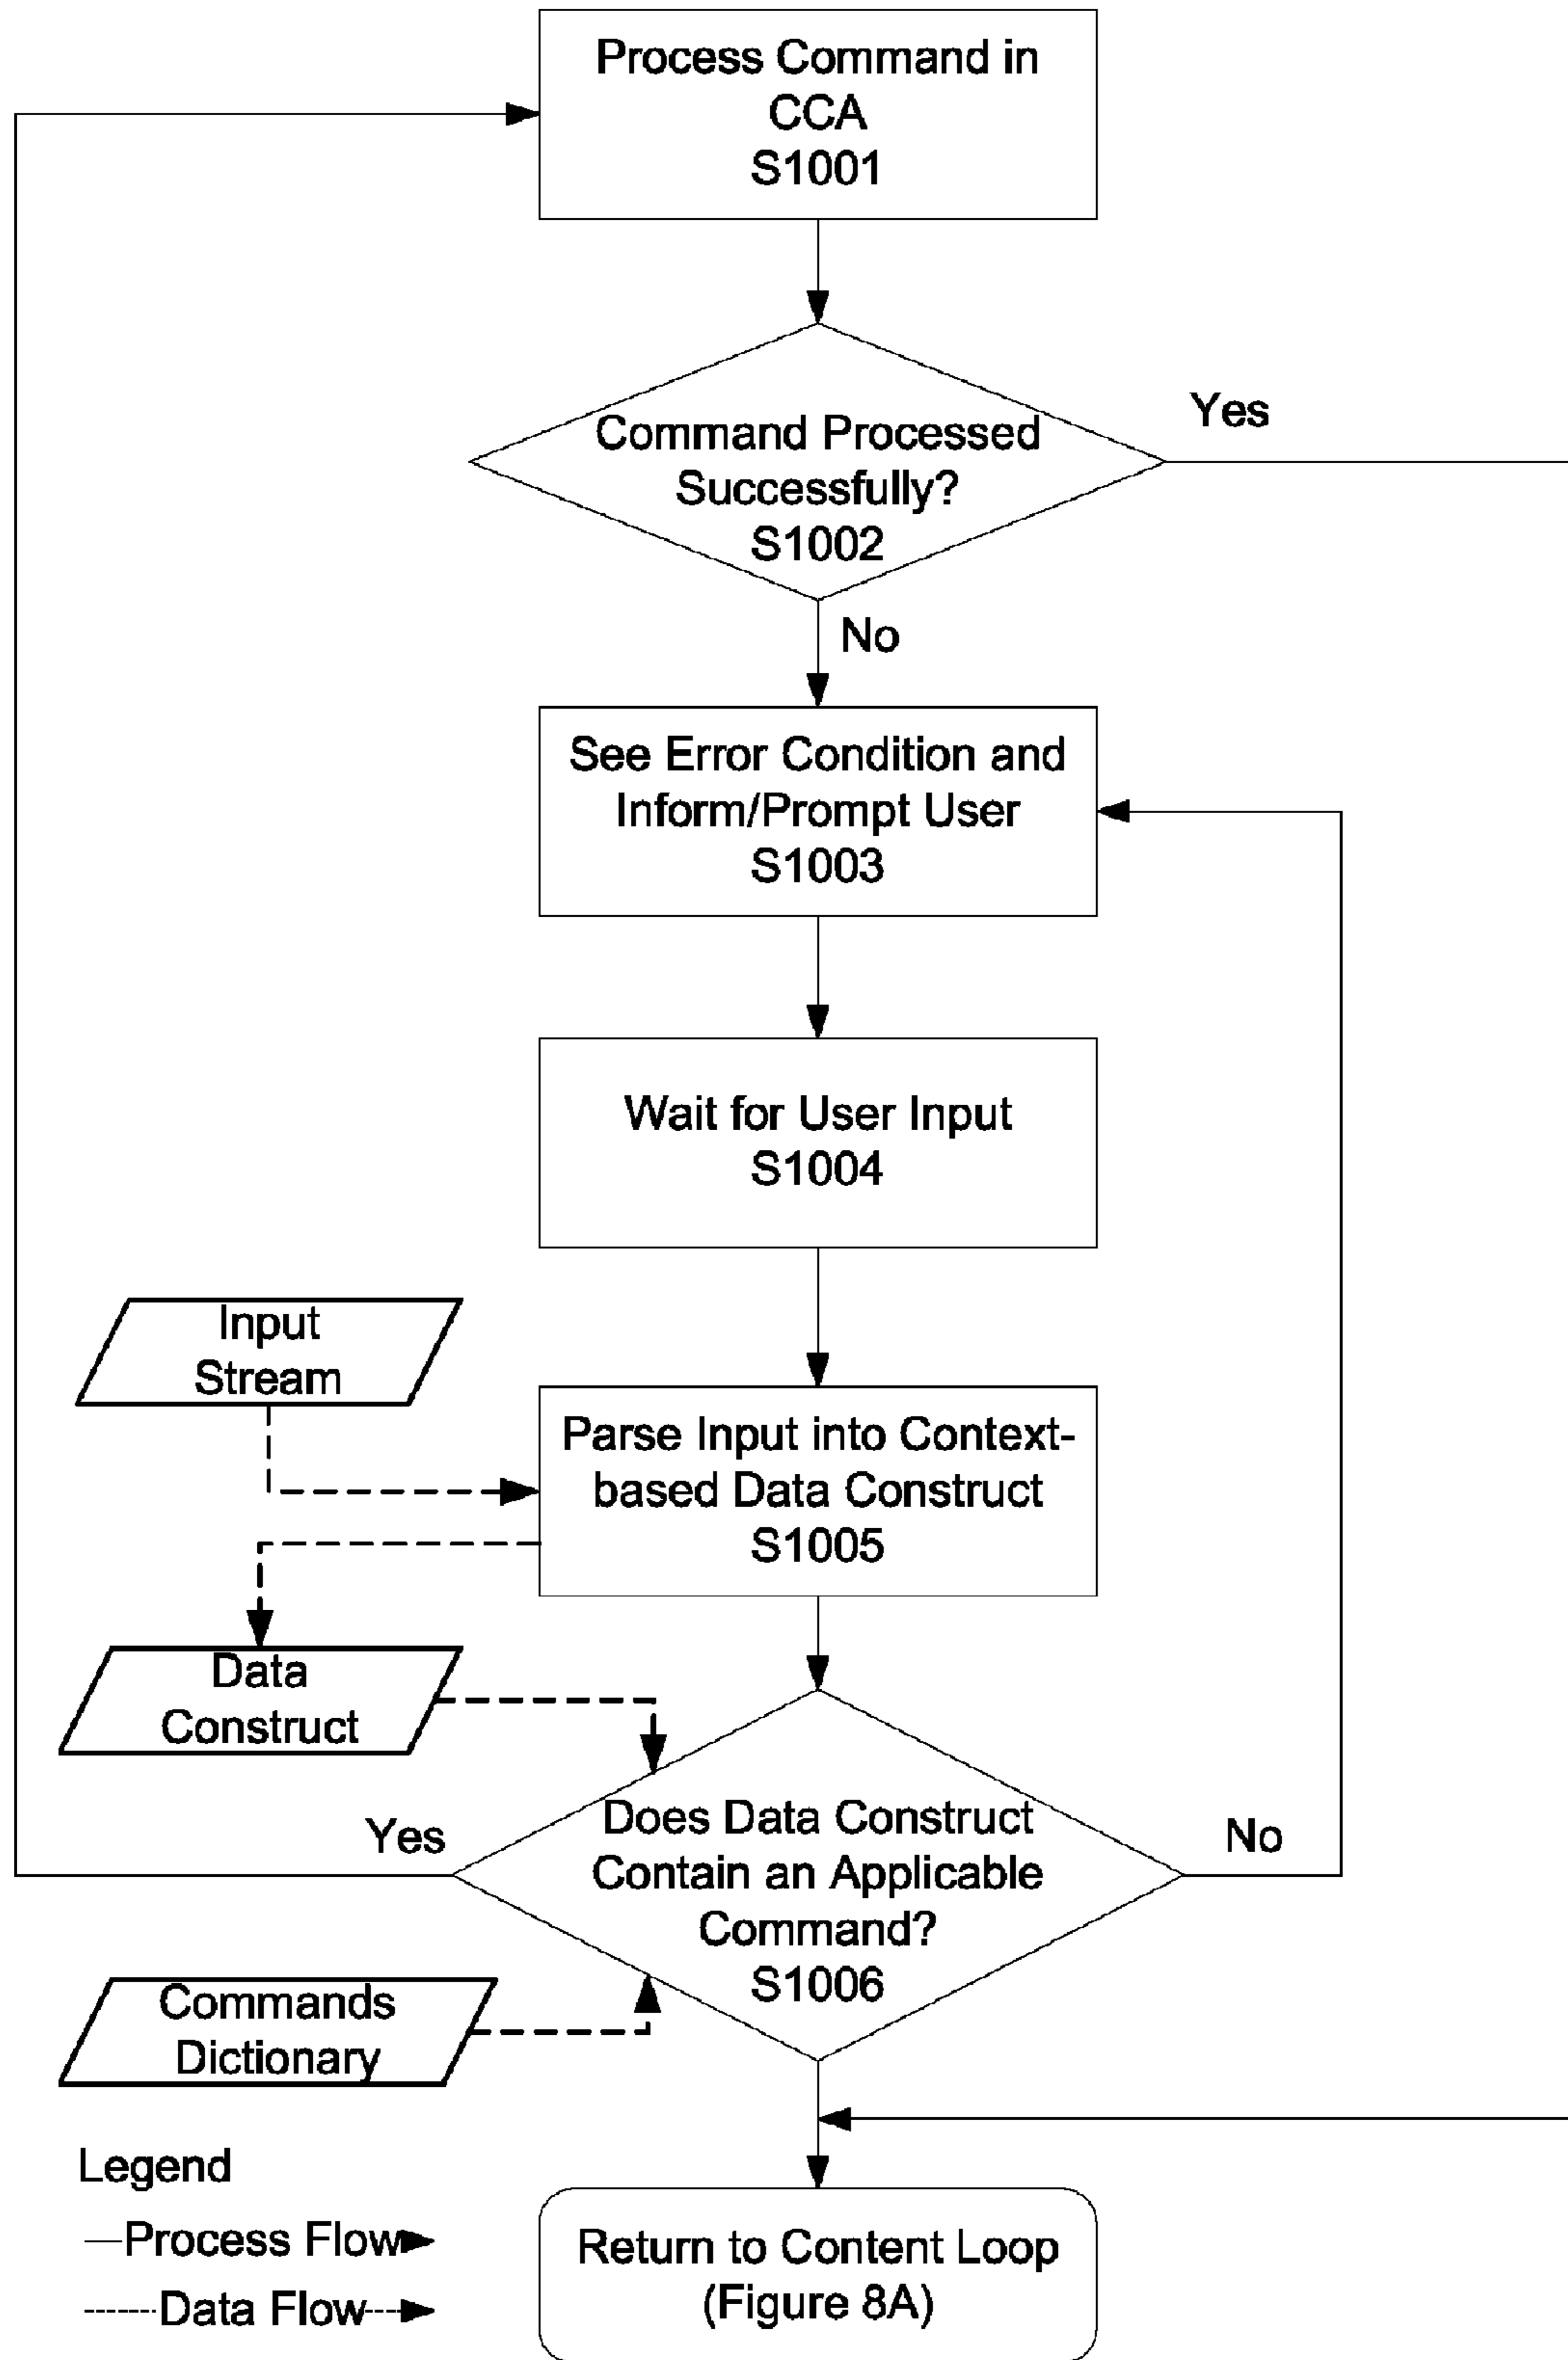 Process Command in
CCA
S1001
Command Processed
Successfully?
S1002
Yes
No
See Error Condition and
Inform/Prompt User
S1003
Wait for User Input
S1004
Input
Stream
Parse Input into Context-
based Data Construct
S1005
Data
Construct
Yes
Does Data Construct
Contain an Applicable
Command?
S1006
No
Commands
Dictionary
Legend
Process Flow
Data Flow
Return to Content Loop
(Figure 8A)